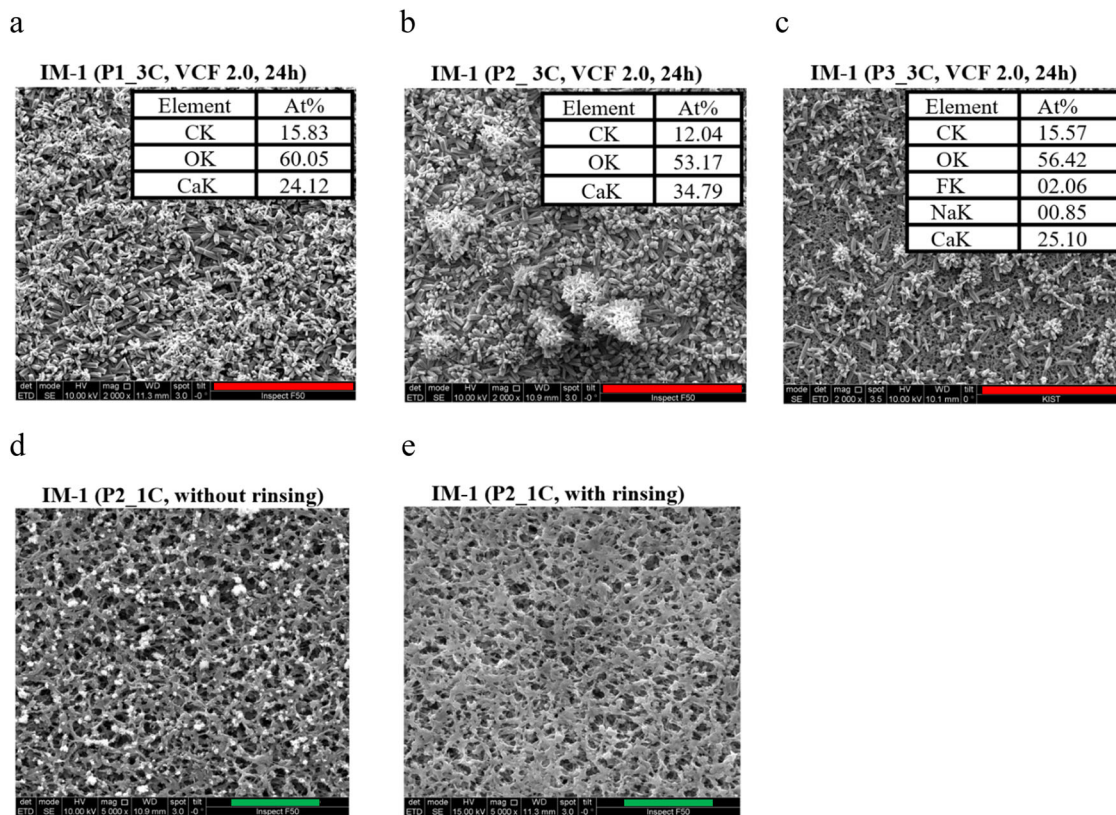 a
IM-1 (P1_3C, VCF 2.0, 24h)
Element At%
CK 15.83
OK 60.05
CaK 24.12
det mode HV mag WD spot tilt
ETD SE 10.00 kV 2 000 x 11.3 mm 3.0 -0 ° Inspect F50
b
IM-1 (P2_ 3C, VCF 2.0, 24h)
Element At%
CK 12.04
OK 53.17
CaK 34.79
det mode HV mag WD spot tilt
ETD SE 10.00 kV 2 000 x 10.9 mm 3.0 -0 ° Inspect F50
c
IM-1 (P3_3C, VCF 2.0, 24h)
Element At%
CK 15.57
OK 56.42
FK 02.06
NaK 00.85
CaK 25.10
det mode mag spot HV WD tilt
ETD SE 2 000 x 3.5 10.00 kV 10.1 mm 0 ° KIST
d
IM-1 (P2_1C, without rinsing)
det mode HV mag WD spot tilt
ETD SE 10.00 kV 5 000 x 10.9 mm 3.0 -0 ° Inspect F50
e
IM-1 (P2_1C, with rinsing)
det mode HV mag WD spot tilt
ETD SE 15.00 kV 5 000 x 11.3 mm 3.0 -0 ° Inspect F50